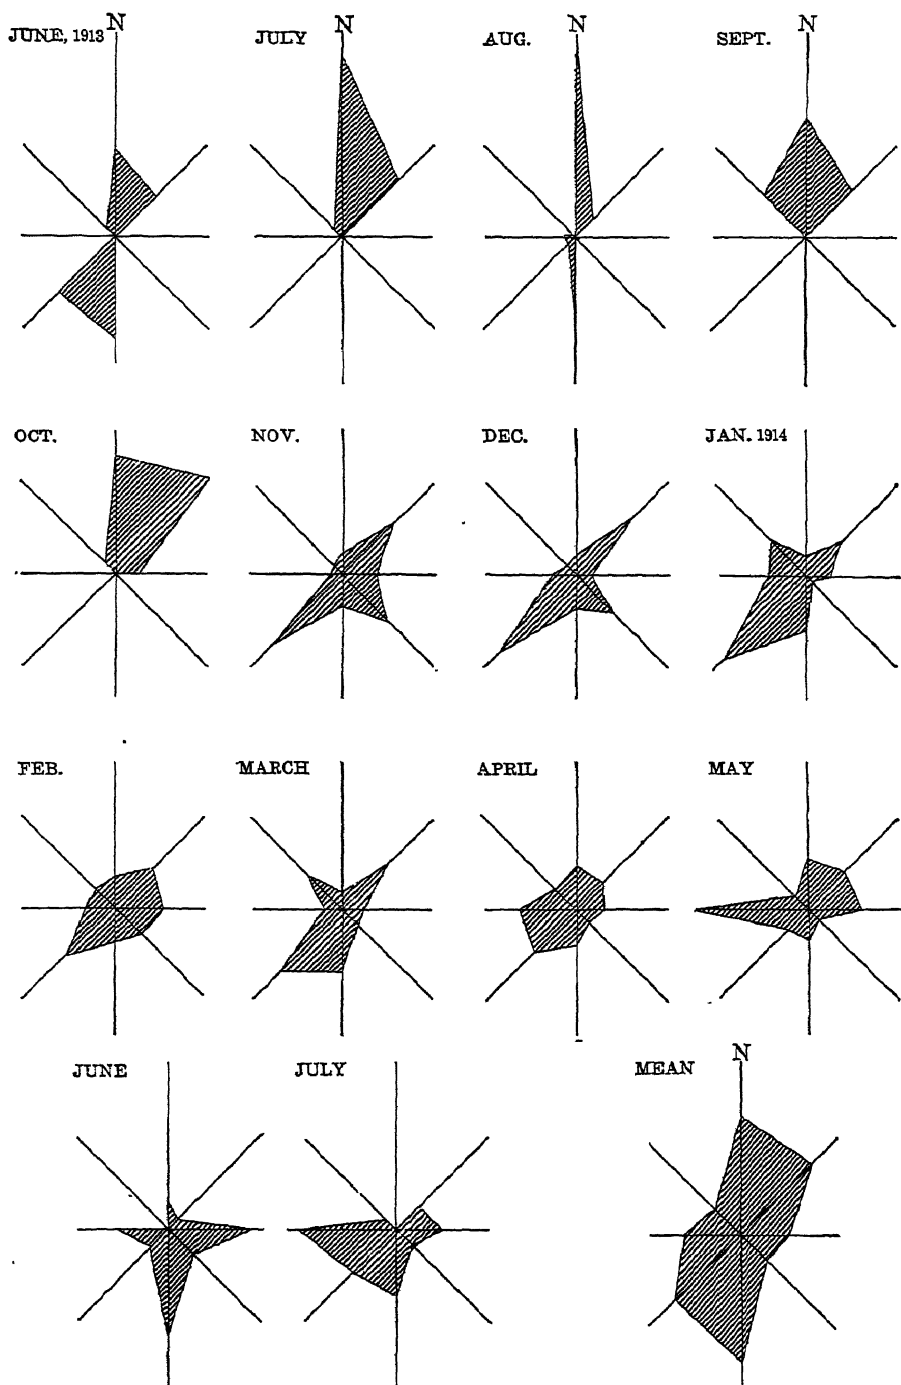 JUNE, 1913 N JULY N AUG. N SEPT. N
OCT. NOV. DEC. JAN. 1914
FEB. MARCH APRIL MAY
JUNE JULY MEAN N